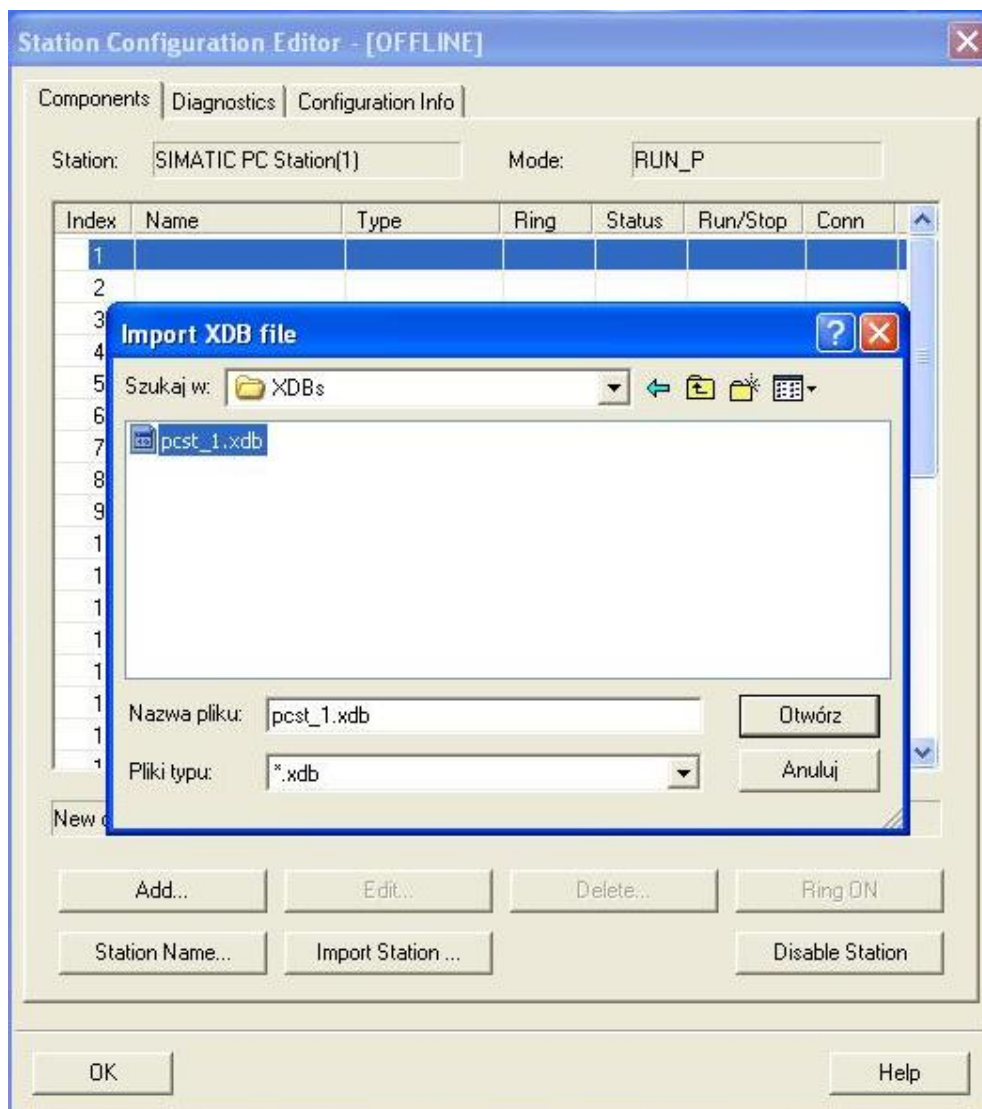 Station Configuration Editor - [OFFLINE]
Components Diagnostics Configuration Info
Station: SIMATIC PC Station(1) Mode: RUN_P
Index Name Type Ring Status Run/Stop Conn
1
2
3
Import XDB file
4
5 Szukaj w: XDBs
6
7 pcst_1.xdb
8
9
1
1
1
1
1
1 Nazwa pliku: pcst_1.xdb Otwórz
1
1 Pliki typu: *.xdb Anuluj
New
Add... Edit... Delete... Ring ON
Station Name... Import Station ... Disable Station
OK Help